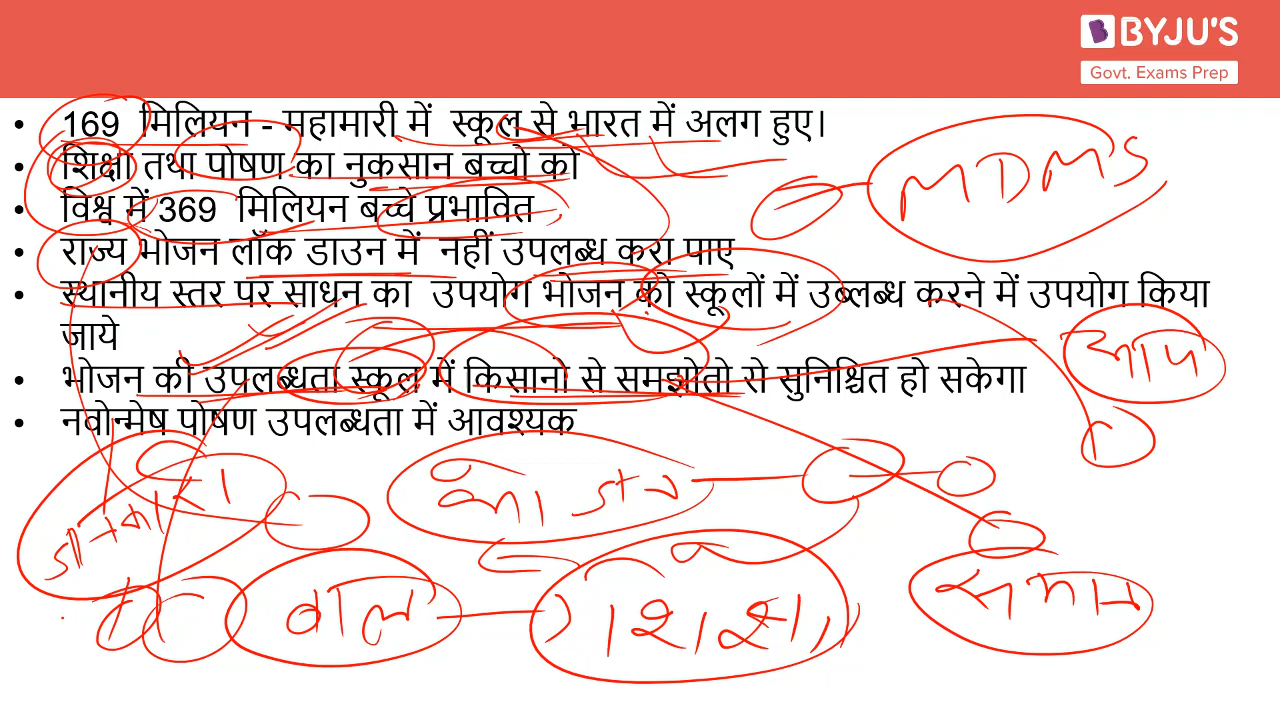 BYJU'S
Govt. Exams Prep
• 169 मिलियन - महामारी में स्कूल से भारत में अलग हुए।
• शिक्षा तथा पोषण का नुकसान बच्चो को
• विश्व में 369 मिलियन बच्चे प्रभावित
• राज्य भोजन लॉक डाउन में नहीं उपलब्ध करा पाए
• स्थानीय स्तर पर साधन का उपयोग भोजन को स्कूलों में उब्लब्ध करने में उपयोग किया
जाये
• भोजन की उपलब्धता स्कूल में किसानो से समझोतो से सुनिश्चित हो सकेगा
• नवोन्मेष पोषण उपलब्धता में आवश्यक
MDMS
आय
बाल